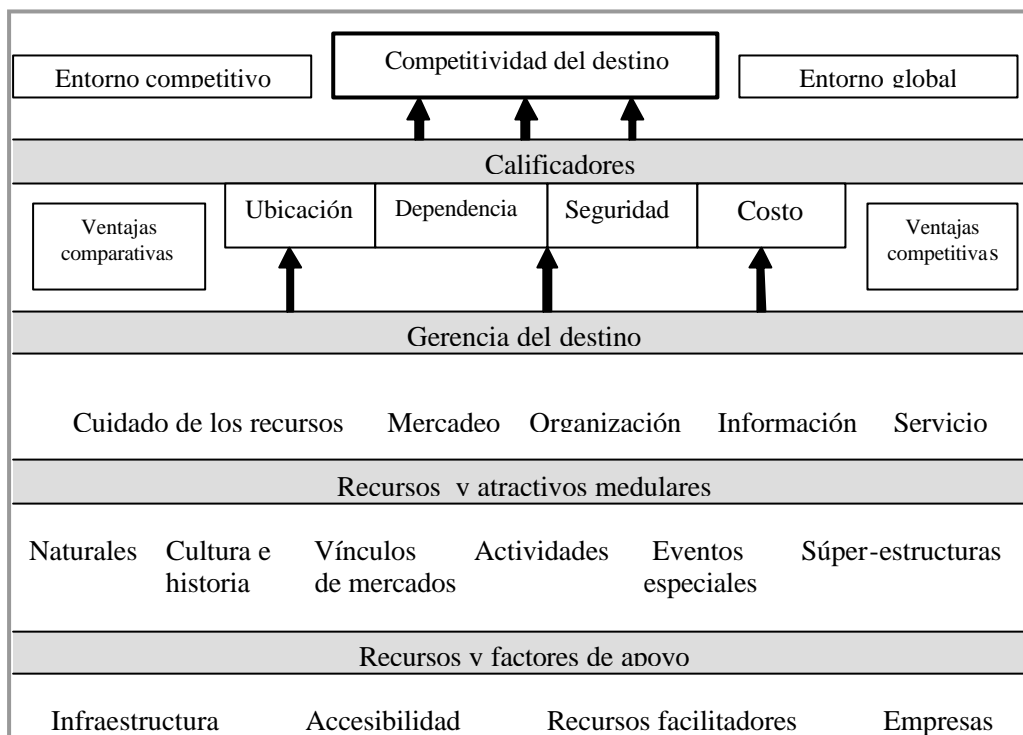 Competitividad del destino
Entorno competitivo
Entorno global
Calificadores
Ubicación
Dependencia
Seguridad
Costo
Ventajas
comparativas
Ventajas
competitivas
Gerencia del destino
Cuidado de los recursos
Mercadeo
Organización
Información
Servicio
Recursos y atractivos medulares
Naturales
Cultura e
historia
Vínculos
de mercados
Actividades
Eventos
especiales
Súper-estructuras
Recursos y factores de apoyo
Infraestructura
Accesibilidad
Recursos facilitadores
Empresas